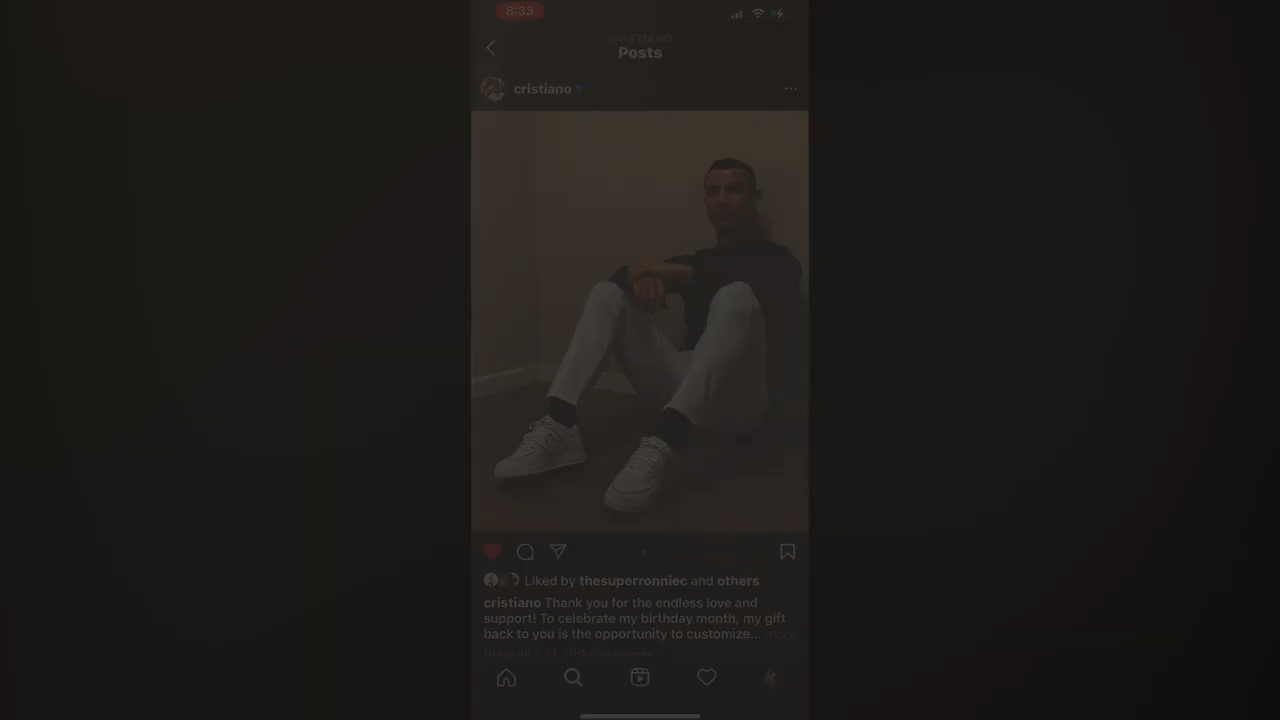 8:33
CRISTIANO
Posts
cristiano
Liked by thesuperronniec and others
cristiano Thank you for the endless love and
support! To celebrate my birthday month, my gift
back to you is the opportunity to customize... more